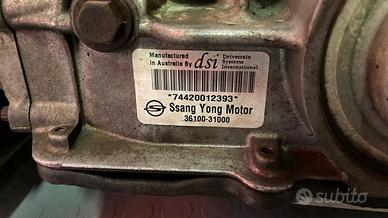 Manufactured
in Australia By
dsi
Drivetrain
Systems
International
*74420012393*
Ssang Yong Motor
36100-31000
subito